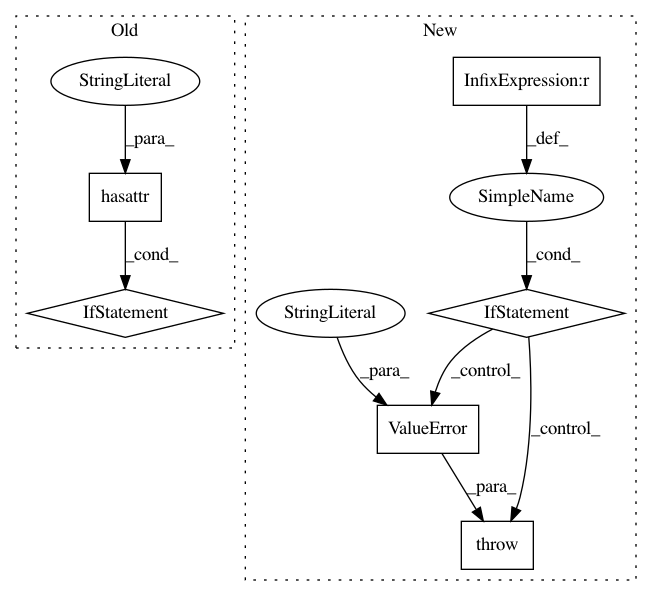 Old
New
StringLiteral
InfixExpression:r
_para_
_def_
hasattr
SimpleName
_cond_
_cond_
IfStatement
StringLiteral
IfStatement
_para_
_control_
_control_
ValueError
_para_
throw